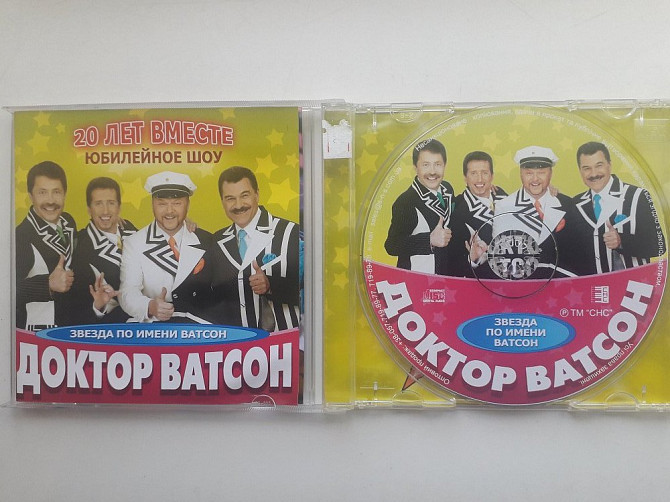 20 ЛЕТ ВМЕСТЕ
ЮБИЛЕЙНОЕ ШОУ
ЗВЕЗДА ПО ИМЕНИ ВАТСОН
ДОКТОР ВАТСОН
ЗВЕЗДА
ПО ИМЕНИ
ВАТСОН
℗ ТМ "СНС"
ДОКТОР ВАТСОН